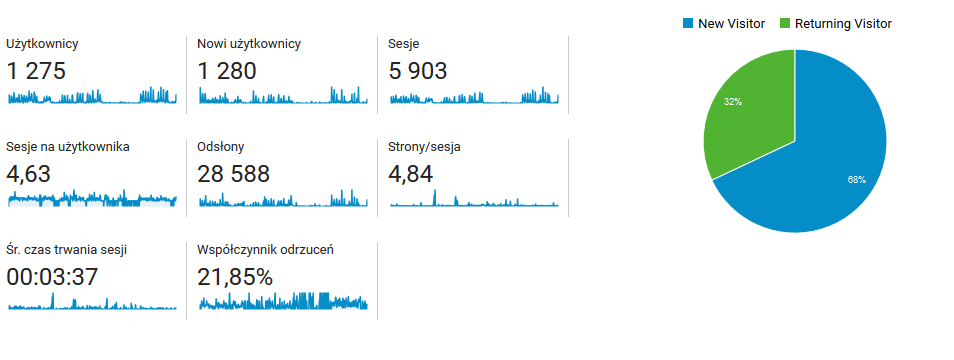 Użytkownicy
1 275
Nowi użytkownicy
1 280
Sesje
5 903
Sesje na użytkownika
4,63
Odsłony
28 588
Strony/sesja
4,84
Śr. czas trwania sesji
00:03:37
Współczynnik odrzuceń
21,85%
New Visitor
Returning Visitor
32%
68%